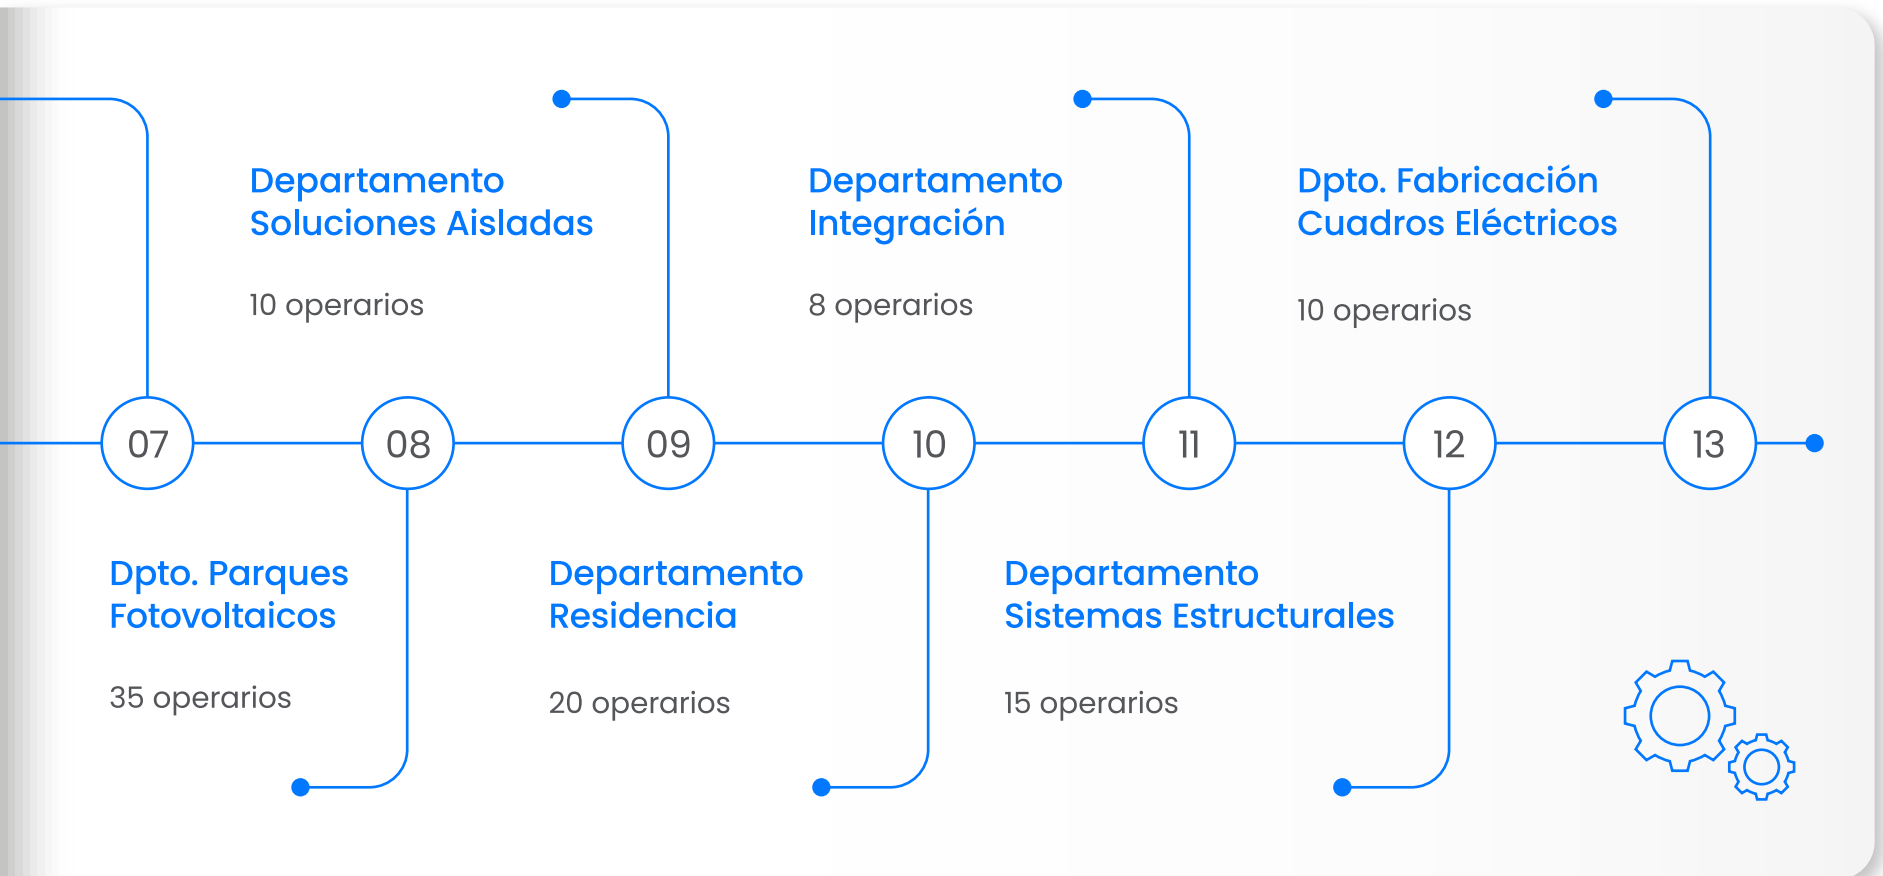 Departamento
Soluciones Aisladas
10 operarios
Departamento
Integración
8 operarios
Dpto. Fabricación
Cuadros Eléctricos
10 operarios
07
08
09
10
11
12
13
Dpto. Parques
Fotovoltaicos
35 operarios
Departamento
Residencia
20 operarios
Departamento
Sistemas Estructurales
15 operarios